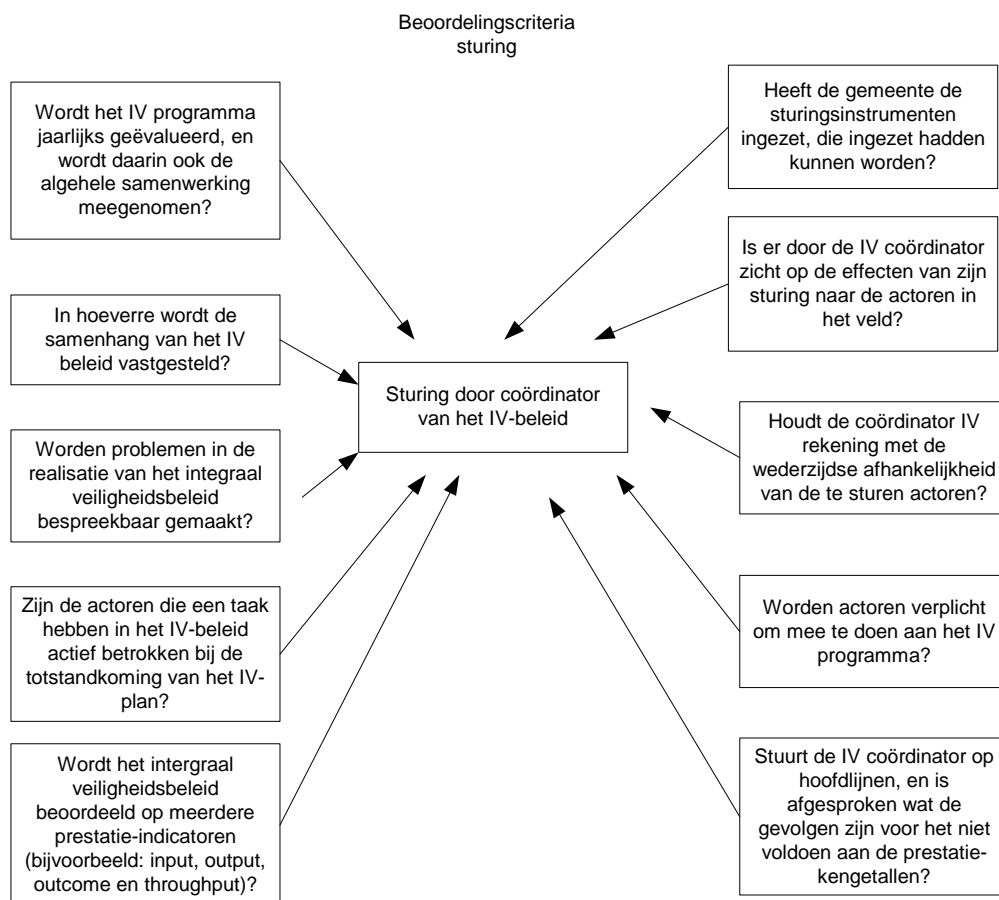 Beoordelingscriteria
sturing
Wordt het IV programma
jaarlijks geëvalueerd, en
wordt daarin ook de
algehele samenwerking
meegenomen?
In hoeverre wordt de
samenhang van het IV
beleid vastgesteld?
Worden problemen in de
realisatie van het integraal
veiligheidsbeleid
bespreekbaar gemaakt?
Zijn de actoren die een taak
hebben in het IV-beleid
actief betrokken bij de
totstandkoming van het IV-
plan?
Wordt het intergraal
veiligheidsbeleid
beoordeeld op meerdere
prestatie-indicatoren
(bijvoorbeeld: input, output,
outcome en throughput)?
Sturing door coördinator
van het IV-beleid
Heeft de gemeente de
sturingsinstrumenten
ingezet, die ingezet hadden
kunnen worden?
Is er door de IV coördinator
zicht op de effecten van zijn
sturing naar de actoren in
het veld?
Houdt de coördinator IV
rekening met de
wederzijdse afhankelijkheid
van de te sturen actoren?
Worden actoren verplicht
om mee te doen aan het IV
programma?
Stuurt de IV coördinator op
hoofdlijnen, en is
afgesproken wat de
gevolgen zijn voor het niet
voldoen aan de prestatie-
kengetallen?